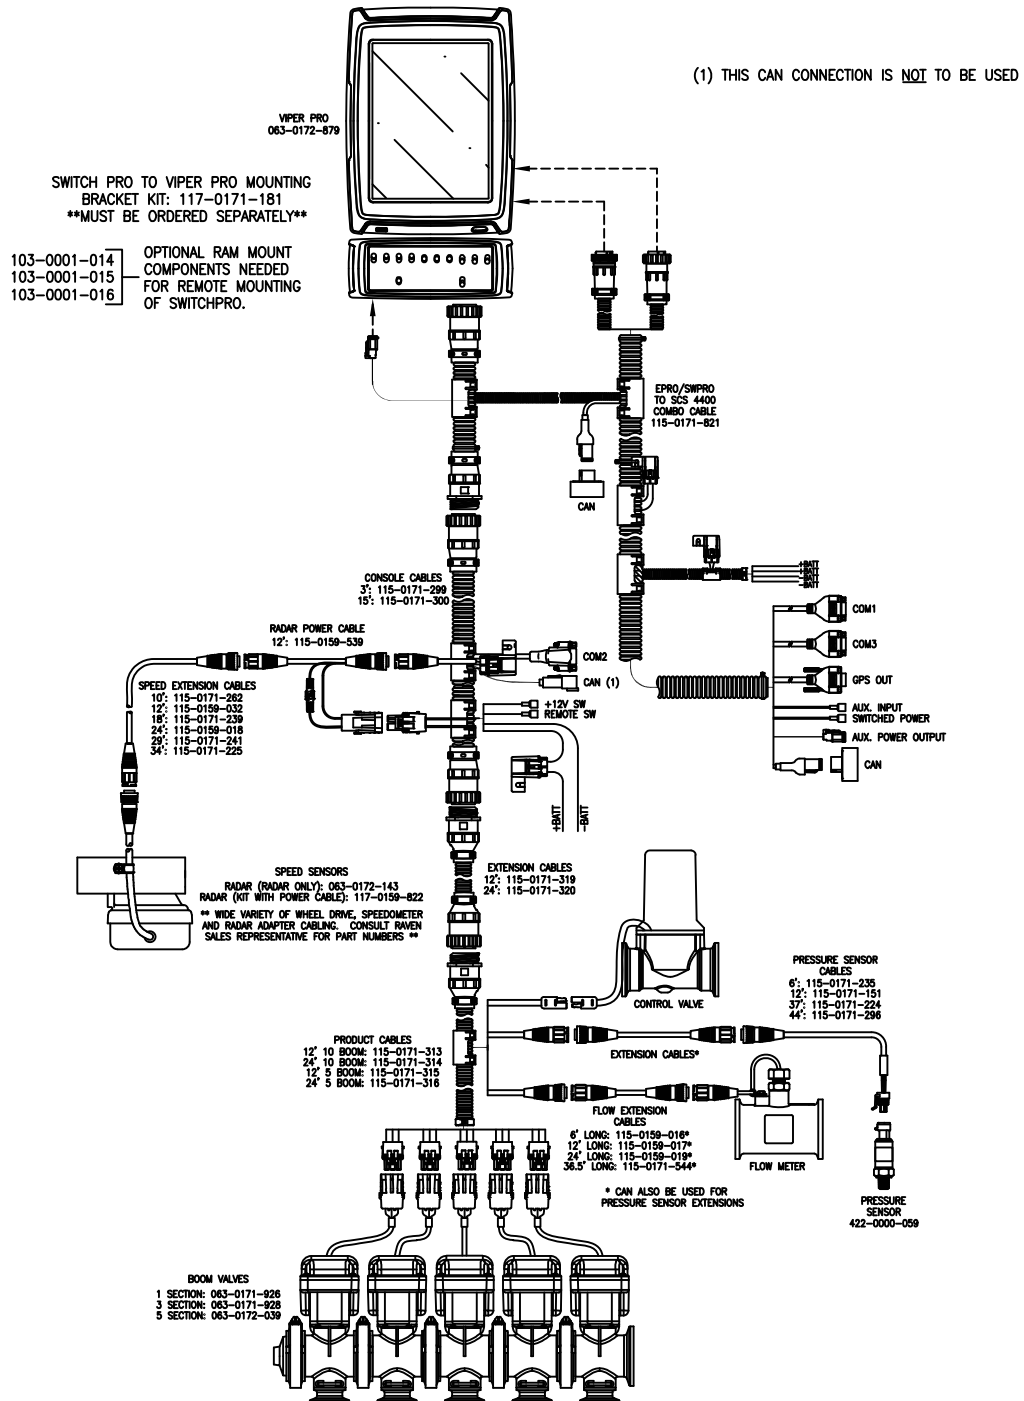 (1) THIS CAN CONNECTION IS NOT TO BE USED
VIPER PRO
063-0172-879
SWITCH PRO TO VIPER PRO MOUNTING
BRACKET KIT: 117-0171-181
**MUST BE ORDERED SEPARATELY**
103-0001-014
103-0001-015
103-0001-016
OPTIONAL RAM MOUNT
COMPONENTS NEEDED
FOR REMOTE MOUNTING
OF SWITCHPRO.
EPRO/SWPRO
TO SCS 4400
COMBO CABLE
115-0171-821
CAN
CONSOLE CABLES
3': 115-0171-299
15': 115-0171-300
+BATT
+BATT
-BATT
-BATT
COM1
COM3
GPS OUT
AUX. INPUT
SWITCHED POWER
AUX. POWER OUTPUT
CAN
RADAR POWER CABLE
12': 115-0159-539
COM2
CAN (1)
+12V SW
REMOTE SW
+BATT
-BATT
SPEED EXTENSION CABLES
10': 115-0171-262
12': 115-0159-032
18': 115-0171-239
24': 115-0159-018
29': 115-0171-241
34': 115-0171-225
SPEED SENSORS
RADAR (RADAR ONLY): 063-0172-143
RADAR (KIT WITH POWER CABLE): 117-0159-822
** WIDE VARIETY OF WHEEL DRIVE, SPEEDOMETER
AND RADAR ADAPTER CABLING. CONSULT RAVEN
SALES REPRESENTATIVE FOR PART NUMBERS **
EXTENSION CABLES
12': 115-0171-319
24': 115-0171-320
CONTROL VALVE
PRESSURE SENSOR
CABLES
6': 115-0171-235
12': 115-0171-151
37': 115-0171-224
44': 115-0171-296
EXTENSION CABLES*
PRODUCT CABLES
12' 10 BOOM: 115-0171-313
24' 10 BOOM: 115-0171-314
12' 5 BOOM: 115-0171-315
24' 5 BOOM: 115-0171-316
FLOW EXTENSION
CABLES
6' LONG: 115-0159-016*
12' LONG: 115-0159-017*
24' LONG: 115-0159-019*
36.5' LONG: 115-0171-544*
FLOW METER
* CAN ALSO BE USED FOR
PRESSURE SENSOR EXTENSIONS
PRESSURE
SENSOR
422-0000-059
BOOM VALVES
1 SECTION: 063-0171-926
3 SECTION: 063-0171-928
5 SECTION: 063-0172-039